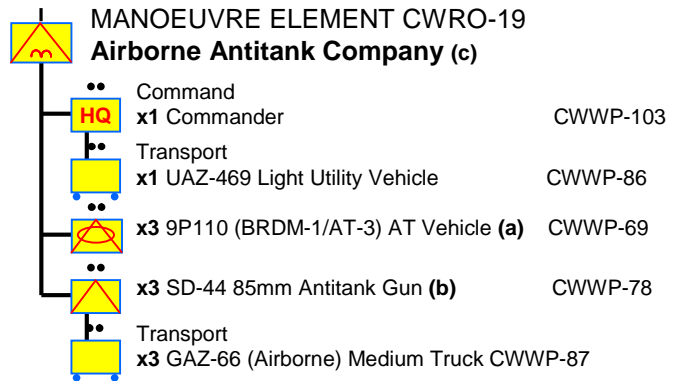 MANOEUVRE ELEMENT CWRO-19
Airborne Antitank Company (c)
Command
HQ x1 Commander CWWP-103
Transport
x1 UAZ-469 Light Utility Vehicle CWWP-86
x3 9P110 (BRDM-1/AT-3) AT Vehicle (a) CWWP-69
x3 SD-44 85mm Antitank Gun (b) CWWP-78
Transport
x3 GAZ-66 (Airborne) Medium Truck CWWP-87